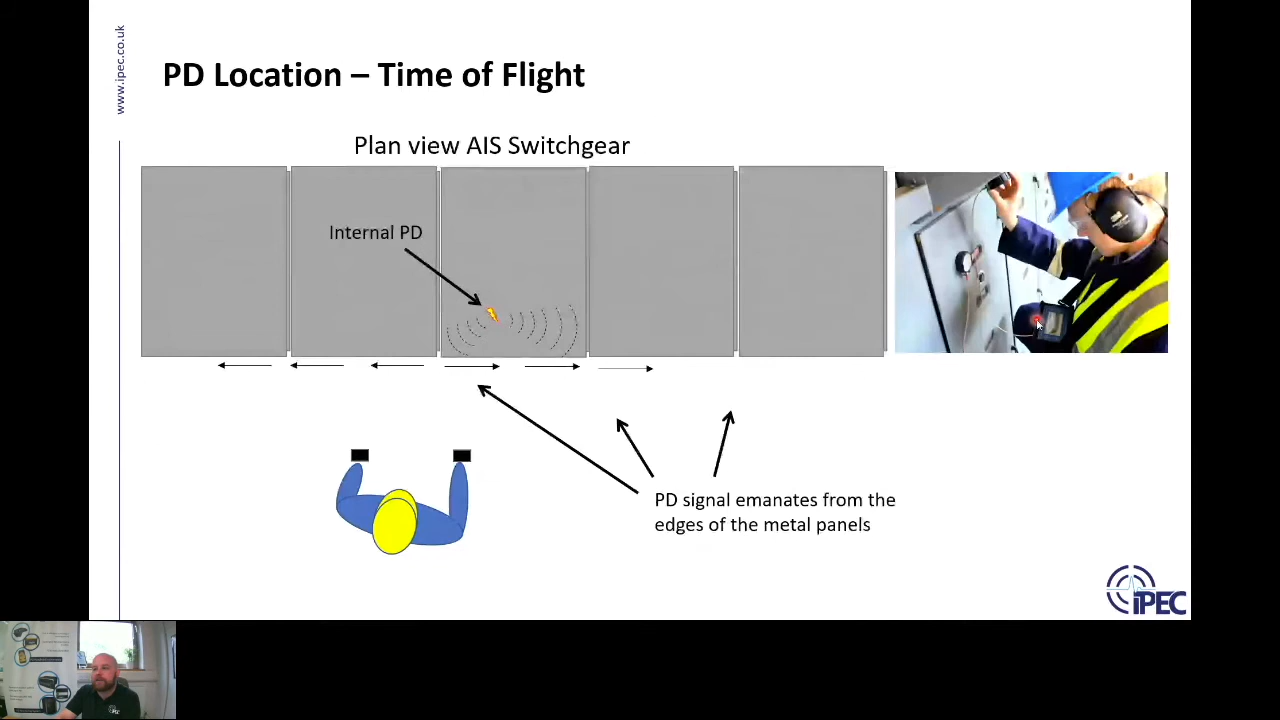 www.ipec.co.uk
PD Location – Time of Flight
Plan view AIS Switchgear
Internal PD
PD signal emanates from the
edges of the metal panels
iPEC